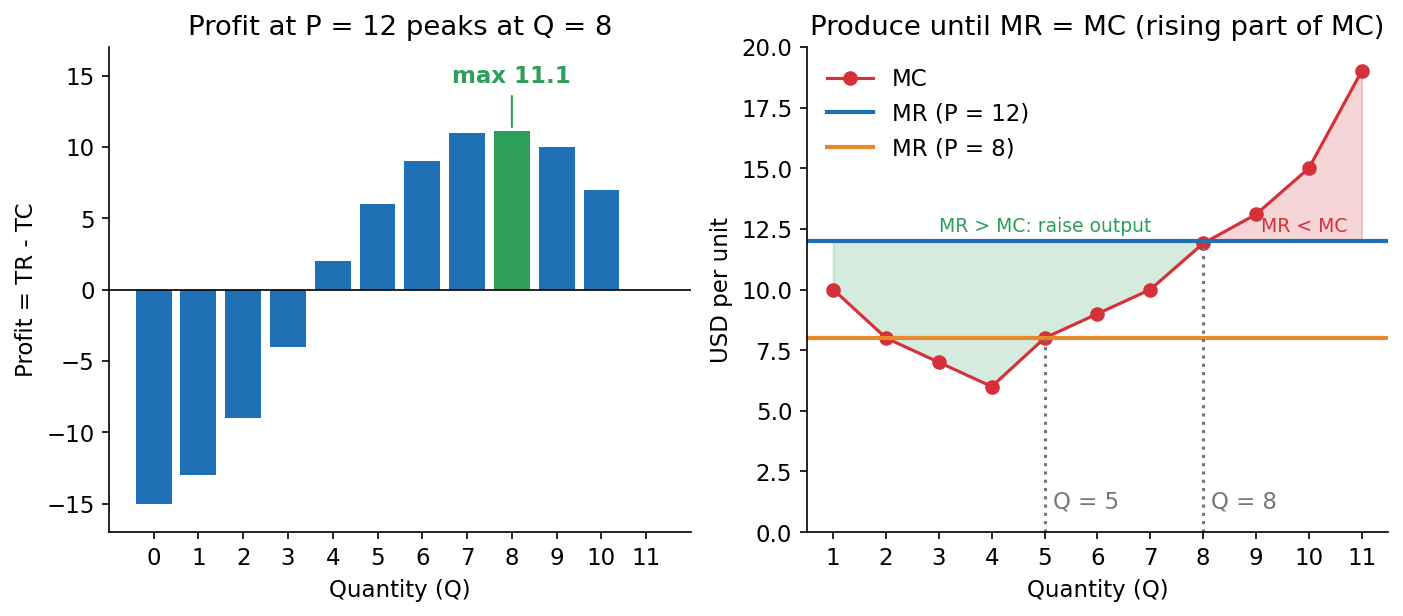 Profit at P = 12 peaks at Q = 8
max 11.1
15
10
5
0
−5
−10
−15
Profit = TR - TC
0 1 2 3 4 5 6 7 8 9 10 11
Quantity (Q)
Produce until MR = MC (rising part of MC)
MC
MR (P = 12)
MR (P = 8)
MR > MC: raise output
MR < MC
Q = 5
Q = 8
20.0
17.5
15.0
12.5
10.0
7.5
5.0
2.5
0.0
USD per unit
1 2 3 4 5 6 7 8 9 10 11
Quantity (Q)